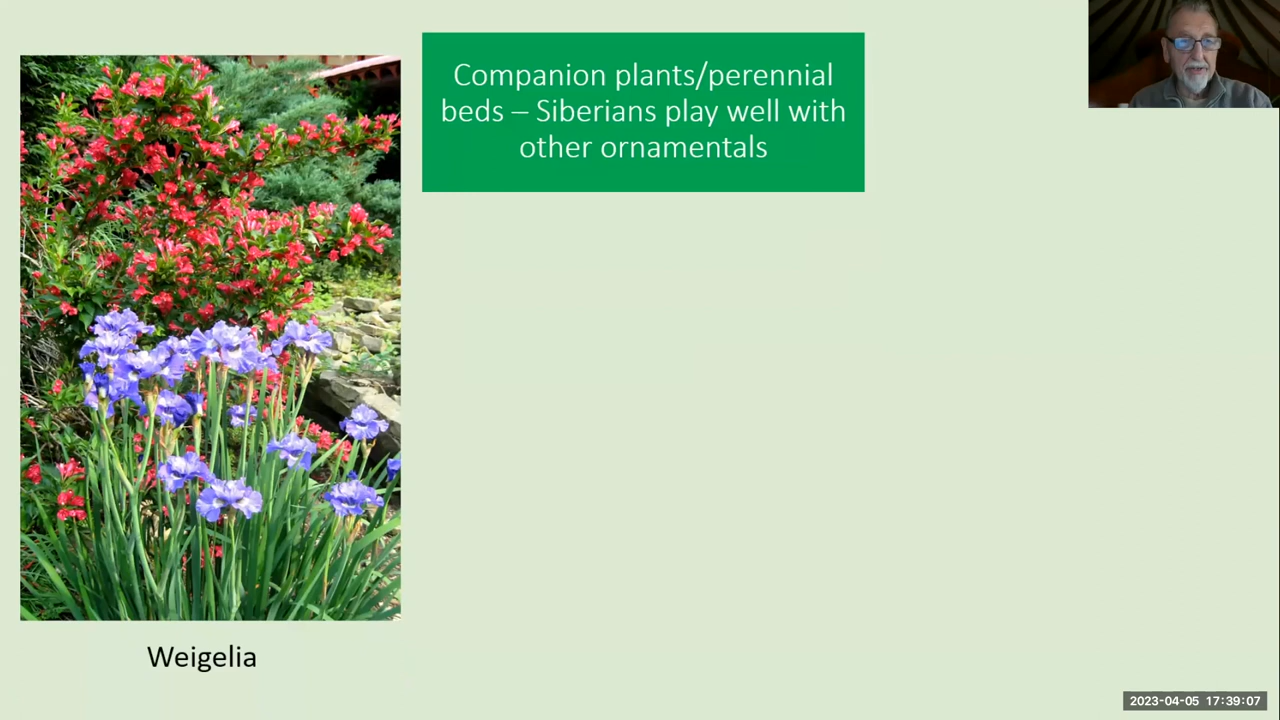 Companion plants/perennial
beds – Siberians play well with
other ornamentals
Weigelia
2023-04-05 17:39:07